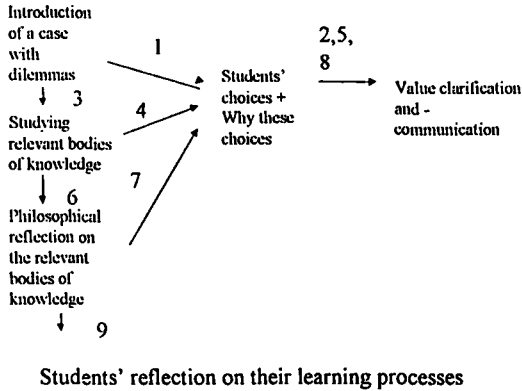 Introduction
of a case
with
dilemmas
1
2,5,
8
Students'
choices +
Why these
choices
Value clarification
and -
communication
3
Studying
relevant bodies
of knowledge
4
6
7
Philosophical
reflection on
the relevant
bodies of
knowledge
9
Students' reflection on their learning processes